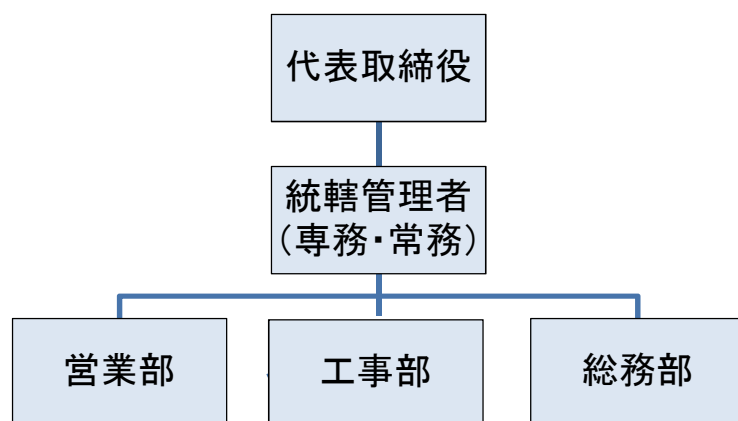 代表取締役
統轄管理者
（専務・常務）
営業部
工事部
総務部